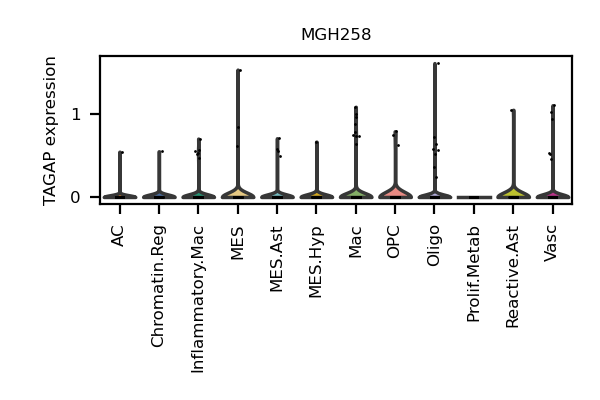 MGH258
TAGAP expression
1
0
AC
Chromatin.Reg
Inflammatory.Mac
MES
MES.Ast
MES.Hyp
Mac
OPC
Oligo
Prolif.Metab
Reactive.Ast
Vasc